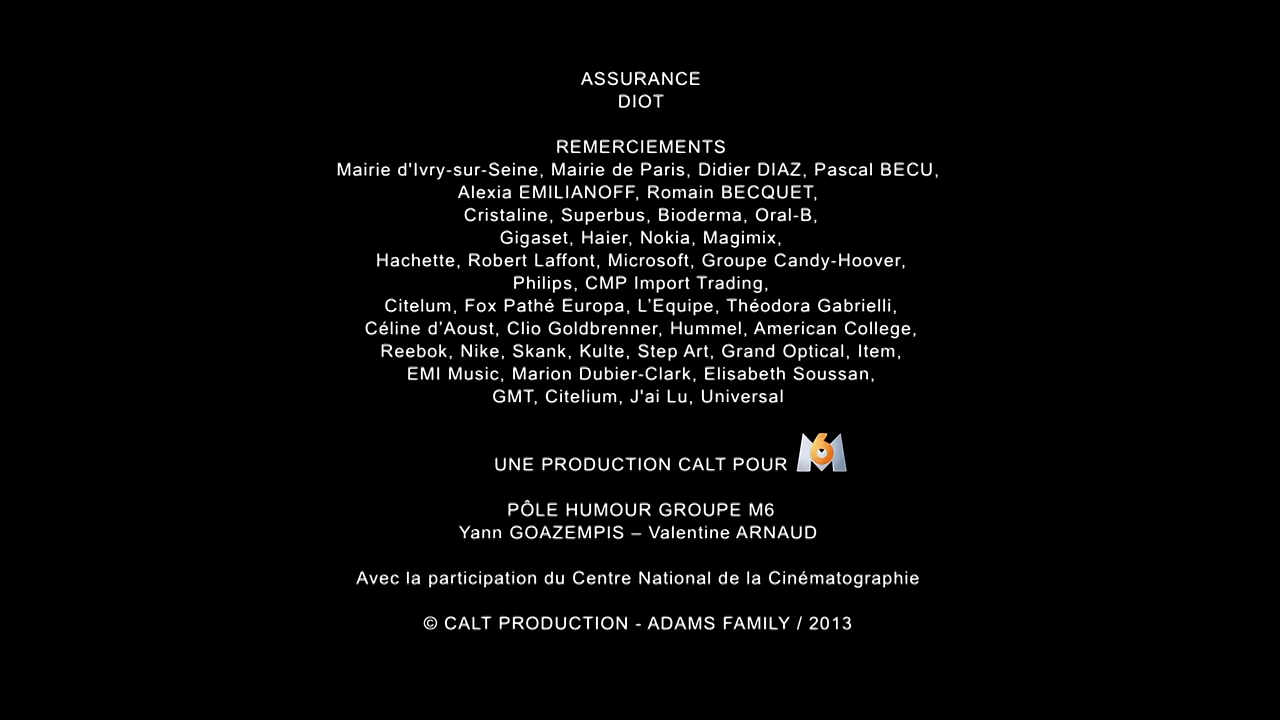 ASSURANCE
DIOT
REMERCIEMENTS
Mairie d'Ivry-sur-Seine, Mairie de Paris, Didier DIAZ, Pascal BECU,
Alexia EMILIANOFF, Romain BECQUET,
Cristaline, Superbus, Bioderma, Oral-B,
Gigaset, Haier, Nokia, Magimix,
Hachette, Robert Laffont, Microsoft, Groupe Candy-Hoover,
Philips, CMP Import Trading,
Citelum, Fox Pathé Europa, L’Equipe, Théodora Gabrielli,
Céline d’Aoust, Clio Goldbrenner, Hummel, American College,
Reebok, Nike, Skank, Kulte, Step Art, Grand Optical, Item,
EMI Music, Marion Dubier-Clark, Elisabeth Soussan,
GMT, Citelium, J'ai Lu, Universal
UNE PRODUCTION CALT POUR M6
PÔLE HUMOUR GROUPE M6
Yann GOAZEMPIS – Valentine ARNAUD
Avec la participation du Centre National de la Cinématographie
© CALT PRODUCTION - ADAMS FAMILY / 2013